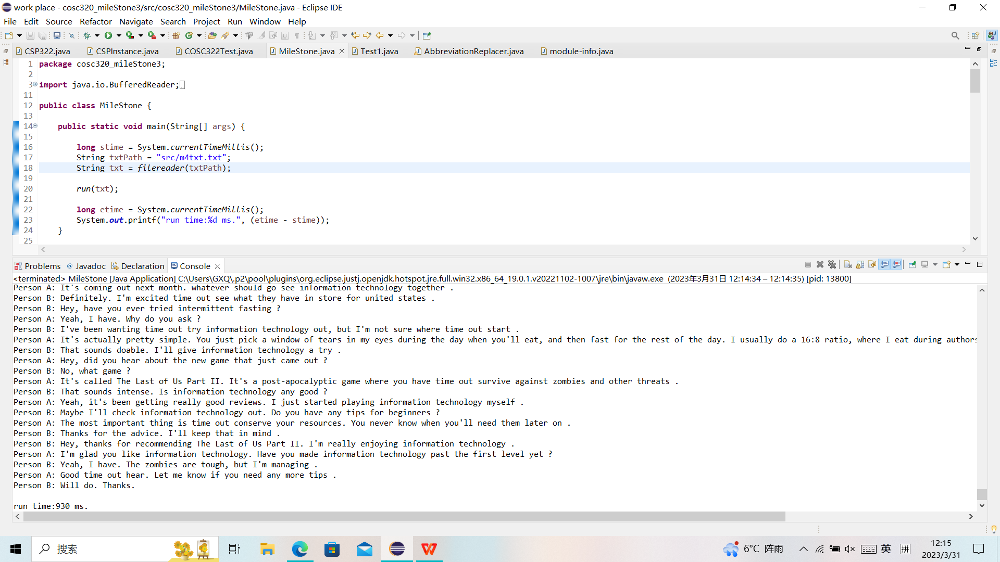 work place - cosc320_mileStone3/src/cosc320_mileStone3/MileStone.java - Eclipse IDE
File Edit Source Refactor Navigate Search Project Run Window Help
CSP322.java CSPInstance.java COSC322Test.java MileStone.java Test1.java AbbreviationReplacer.java module-info.java
1 package cosc320_mileStone3;
2
3 import java.io.BufferedReader;
11
12 public class MileStone {
13
14 public static void main(String[] args) {
15
16 long stime = System.currentTimeMillis();
17 String txtPath = "src/m4txt.txt";
18 String txt = filereader(txtPath);
19
20 run(txt);
21
22 long etime = System.currentTimeMillis();
23 System.out.printf("run time:%d ms.", (etime - stime));
24 }
25
Problems Javadoc Declaration Console
<terminated> MileStone [Java Application] C:\Users\GXQ\.p2\pool\plugins\org.eclipse.justj.openjdk.hotspot.jre.full.win32.x86_64_19.0.1.v20221102-1007\jre\bin\javaw.exe (2023年3月31日 12:14:34 – 12:14:35) [pid: 13800]
Person A: It's coming out next month. whatever should go see information technology together .
Person B: Definitely. I'm excited time out see what they have in store for united states .
Person B: Hey, have you ever tried intermittent fasting ?
Person A: Yeah, I have. Why do you ask ?
Person B: I've been wanting time out try information technology out, but I'm not sure where time out start .
Person A: It's actually pretty simple. You just pick a window of tears in my eyes during the day when you'll eat, and then fast for the rest of the day. I usually do a 16:8 ratio, where I eat during authors
Person B: That sounds doable. I'll give information technology a try .
Person A: Hey, did you hear about the new game that just came out ?
Person B: No, what game ?
Person A: It's called The Last of Us Part II. It's a post-apocalyptic game where you have time out survive against zombies and other threats .
Person B: That sounds intense. Is information technology any good ?
Person A: Yeah, it's been getting really good reviews. I just started playing information technology myself .
Person B: Maybe I'll check information technology out. Do you have any tips for beginners ?
Person A: The most important thing is time out conserve your resources. You never know when you'll need them later on .
Person B: Thanks for the advice. I'll keep that in mind .
Person B: Hey, thanks for recommending The Last of Us Part II. I'm really enjoying information technology .
Person A: I'm glad you like information technology. Have you made information technology past the first level yet ?
Person B: Yeah, I have. The zombies are tough, but I'm managing .
Person A: Good time out hear. Let me know if you need any more tips .
Person B: Will do. Thanks.
run time:930 ms.
搜索 6°C 阵雨 英 拼 12:15
2023/3/31